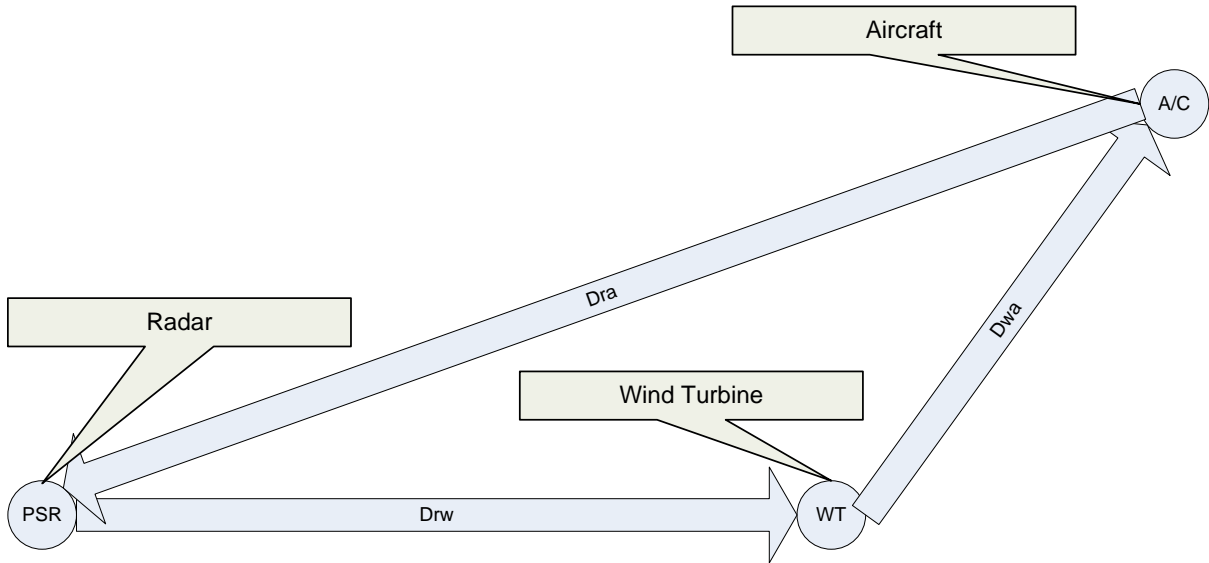 Aircraft
A/C
Dra
Radar
Dwa
Wind Turbine
PSR
Drw
WT